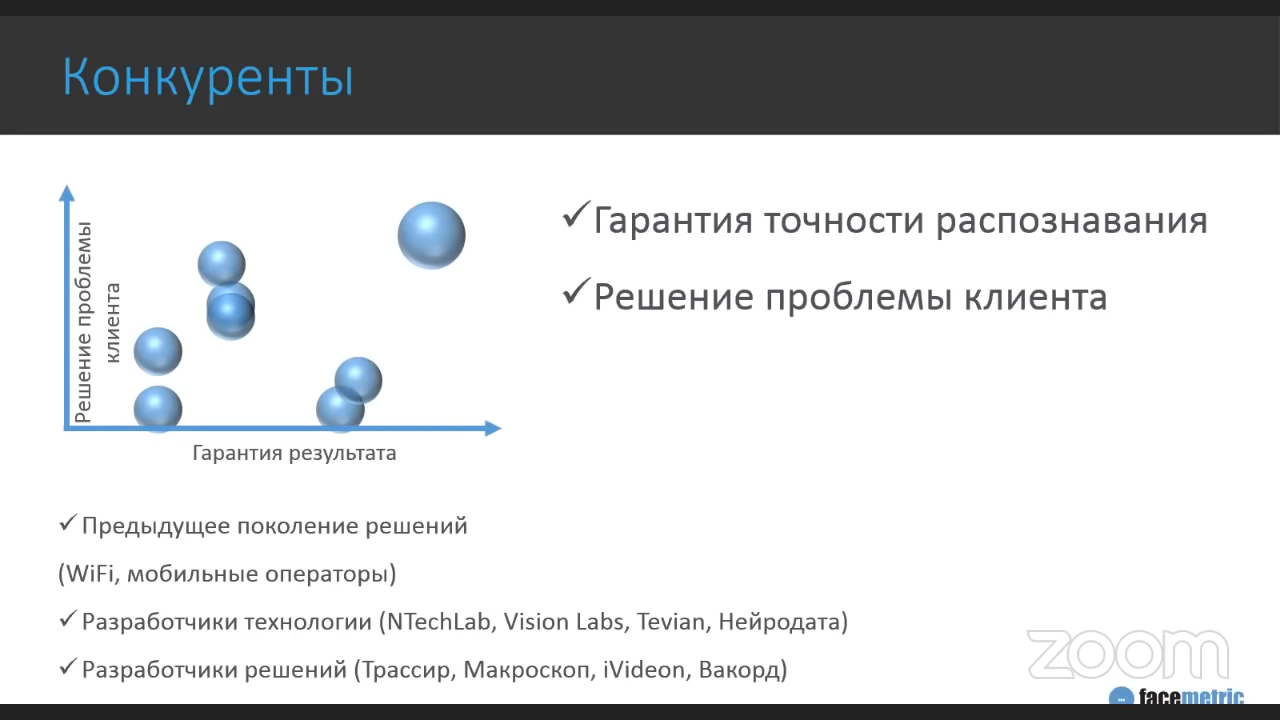 Конкуренты
Решение проблемы
клиента
Гарантия результата
✓Гарантия точности распознавания
✓Решение проблемы клиента
✓Предыдущее поколение решений
(WiFi, мобильные операторы)
✓Разработчики технологии (NTechLab, Vision Labs, Tevian, Нейродата)
✓Разработчики решений (Трассир, Макроскоп, iVideon, Вакорд)
zoom
facemetric